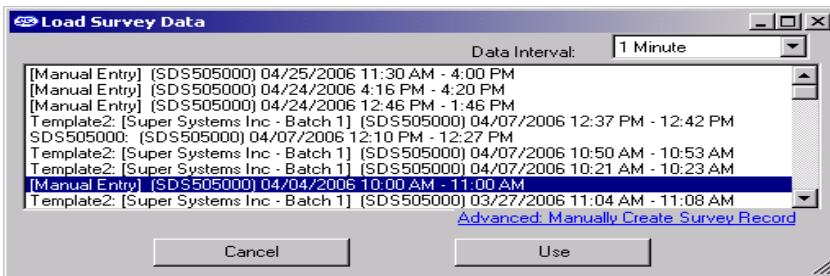 Load Survey Data
Data Interval: 1 Minute
[Manual Entry] (SDS505000) 04/25/2006 11:30 AM - 4:00 PM
[Manual Entry] (SDS505000) 04/24/2006 4:16 PM - 4:20 PM
[Manual Entry] (SDS505000) 04/24/2006 12:46 PM - 1:46 PM
Template2: [Super Systems Inc - Batch 1] (SDS505000) 04/07/2006 12:37 PM - 12:42 PM
SDS505000: (SDS505000) 04/07/2006 12:10 PM - 12:27 PM
Template2: [Super Systems Inc - Batch 1] (SDS505000) 04/07/2006 10:50 AM - 10:53 AM
Template2: [Super Systems Inc - Batch 1] (SDS505000) 04/07/2006 10:21 AM - 10:23 AM
[Manual Entry] (SDS505000) 04/04/2006 10:00 AM - 11:00 AM
Template2: [Super Systems Inc - Batch 1] (SDS505000) 03/27/2006 11:04 AM - 11:08 AM
Advanced: Manually Create Survey Record
Cancel Use